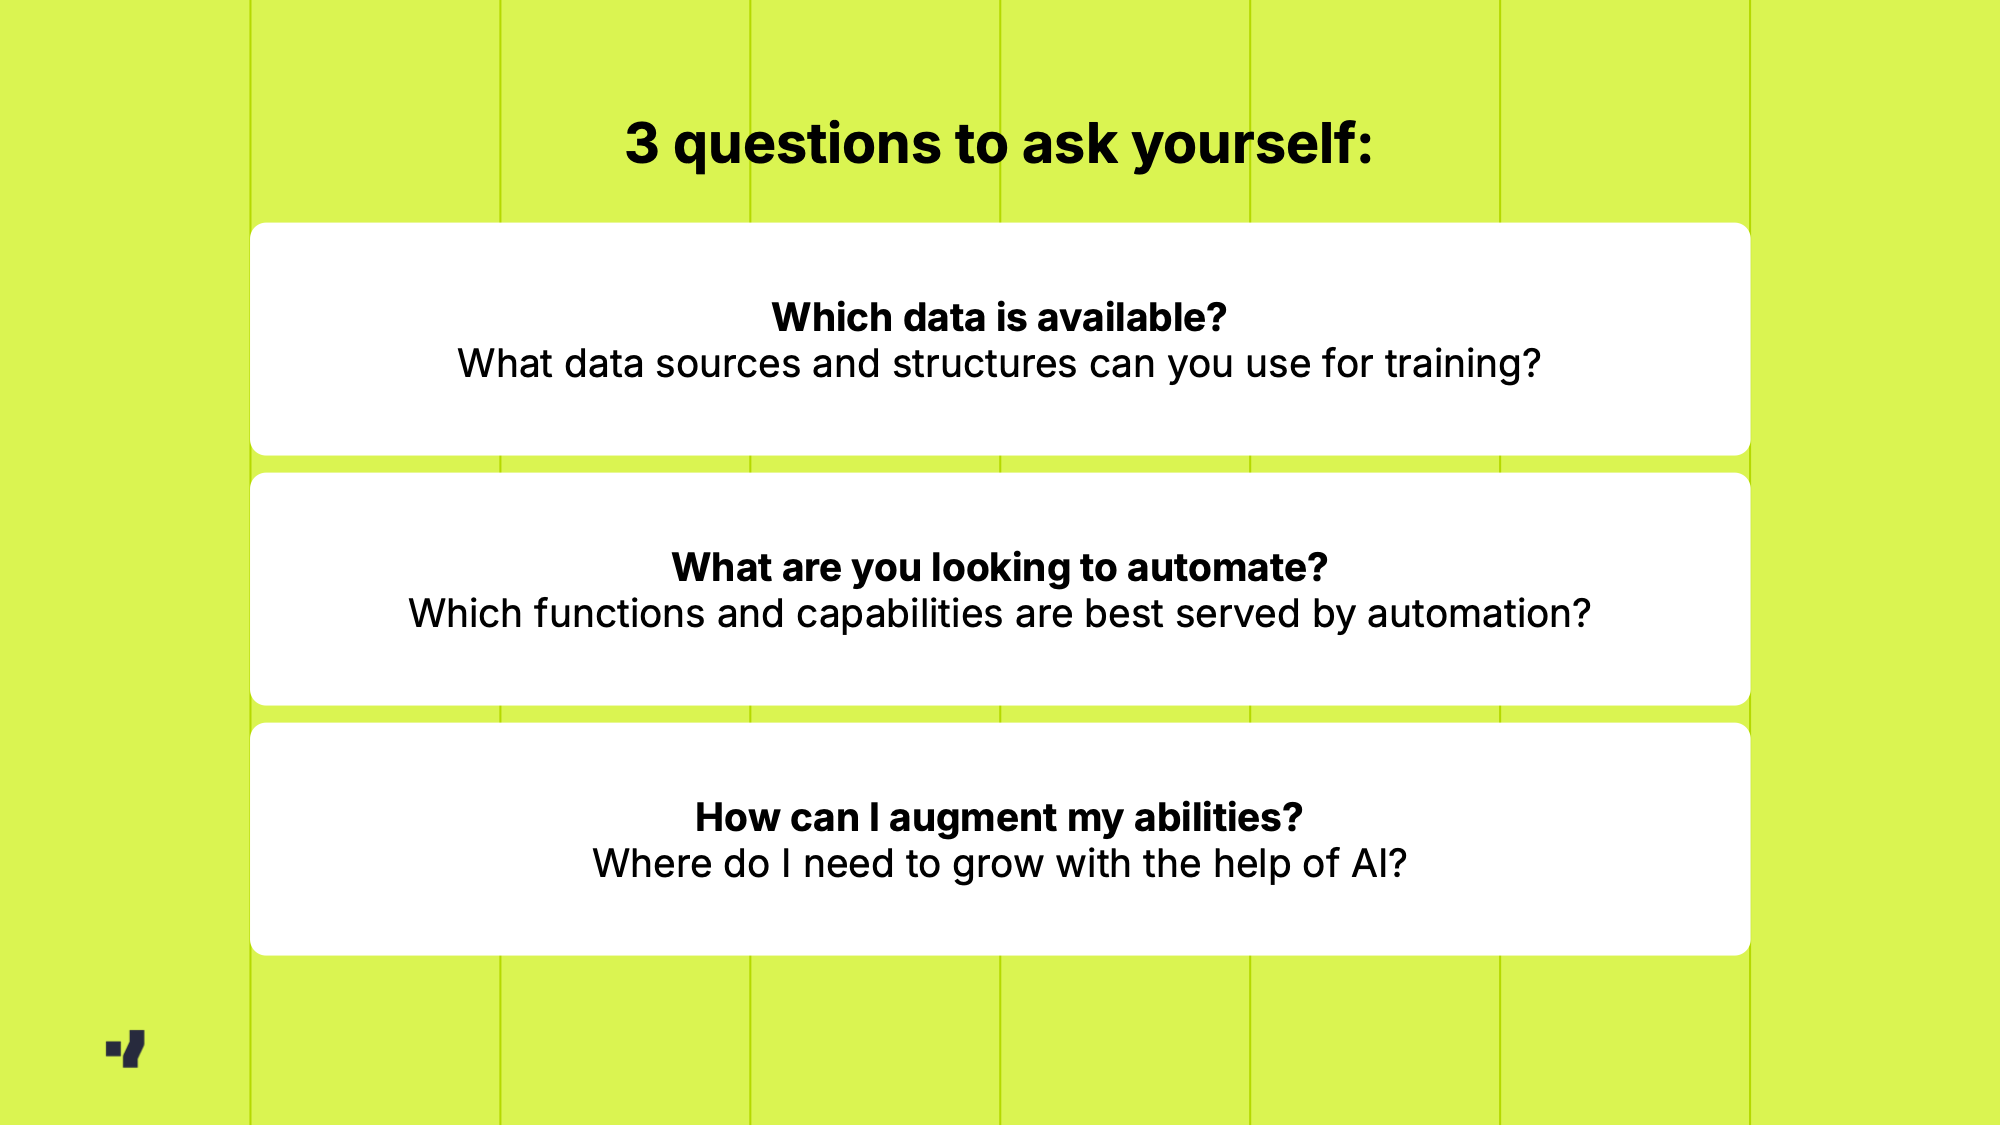 3 questions to ask yourself:
Which data is available?
What data sources and structures can you use for training?
What are you looking to automate?
Which functions and capabilities are best served by automation?
How can I augment my abilities?
Where do I need to grow with the help of AI?